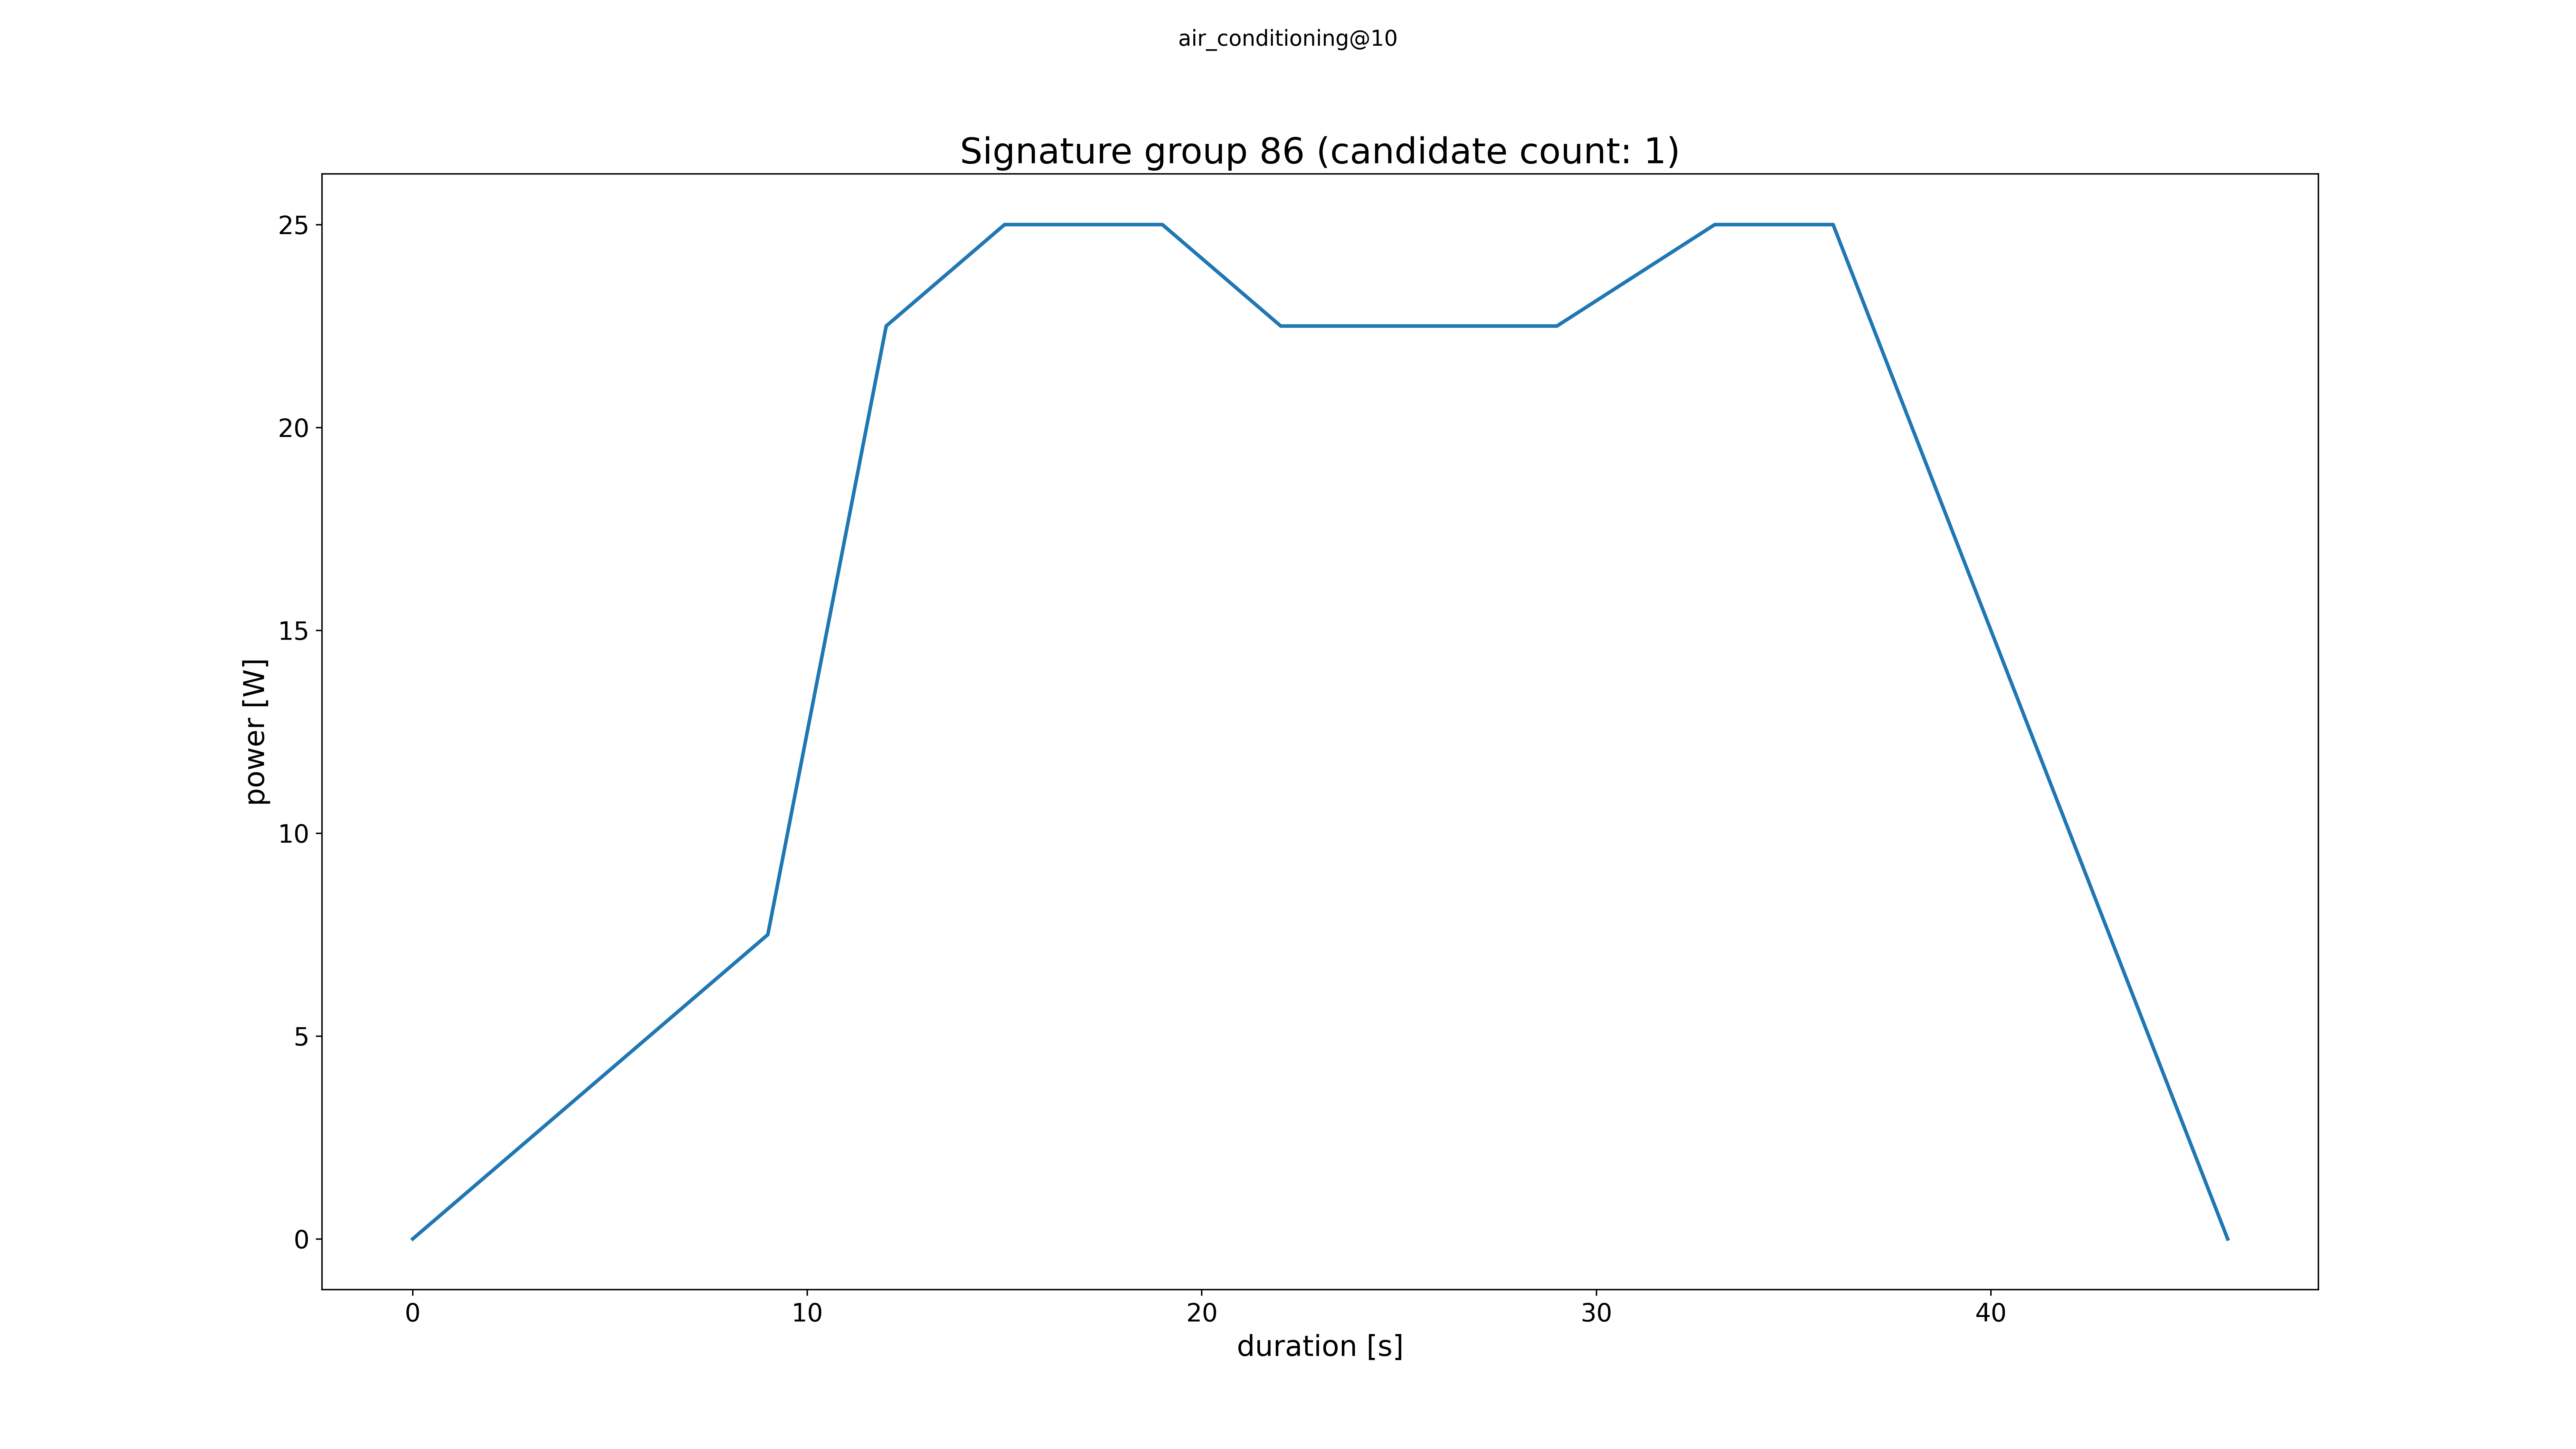 air_conditioning@10
Signature group 86 (candidate count: 1)
25
20
15
10
5
0
power [W]
0 10 20 30 40
duration [s]